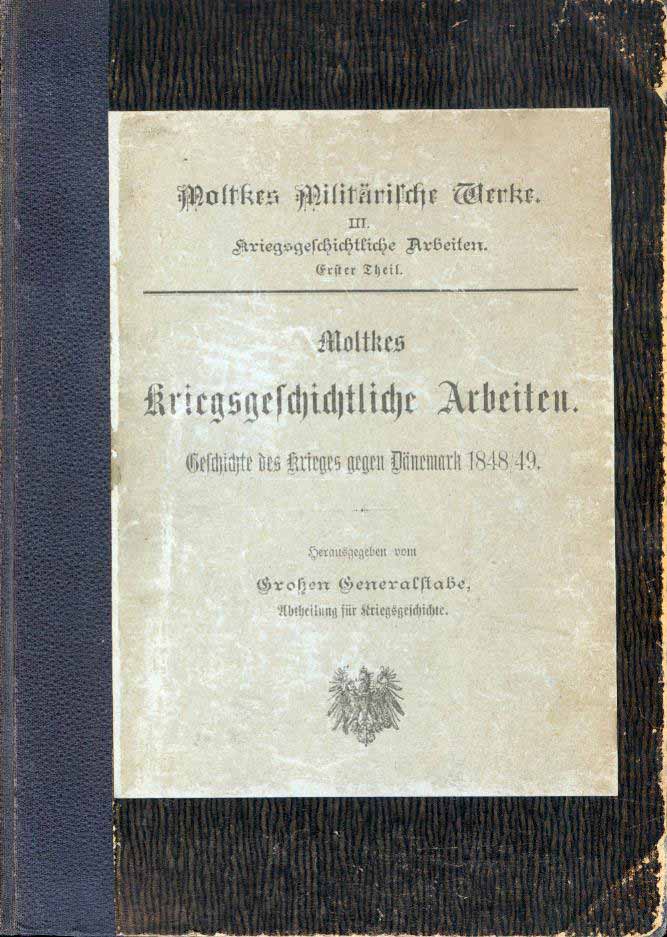 Moltkes Militärische Werke.
III.
Kriegsgeschichtliche Arbeiten.
Erster Theil.
Moltkes
Kriegsgeschichtliche Arbeiten.
Geschichte des Krieges gegen Dänemark 1848/49.
Herausgegeben vom
Großen Generalstabe,
Abtheilung für Kriegsgeschichte.